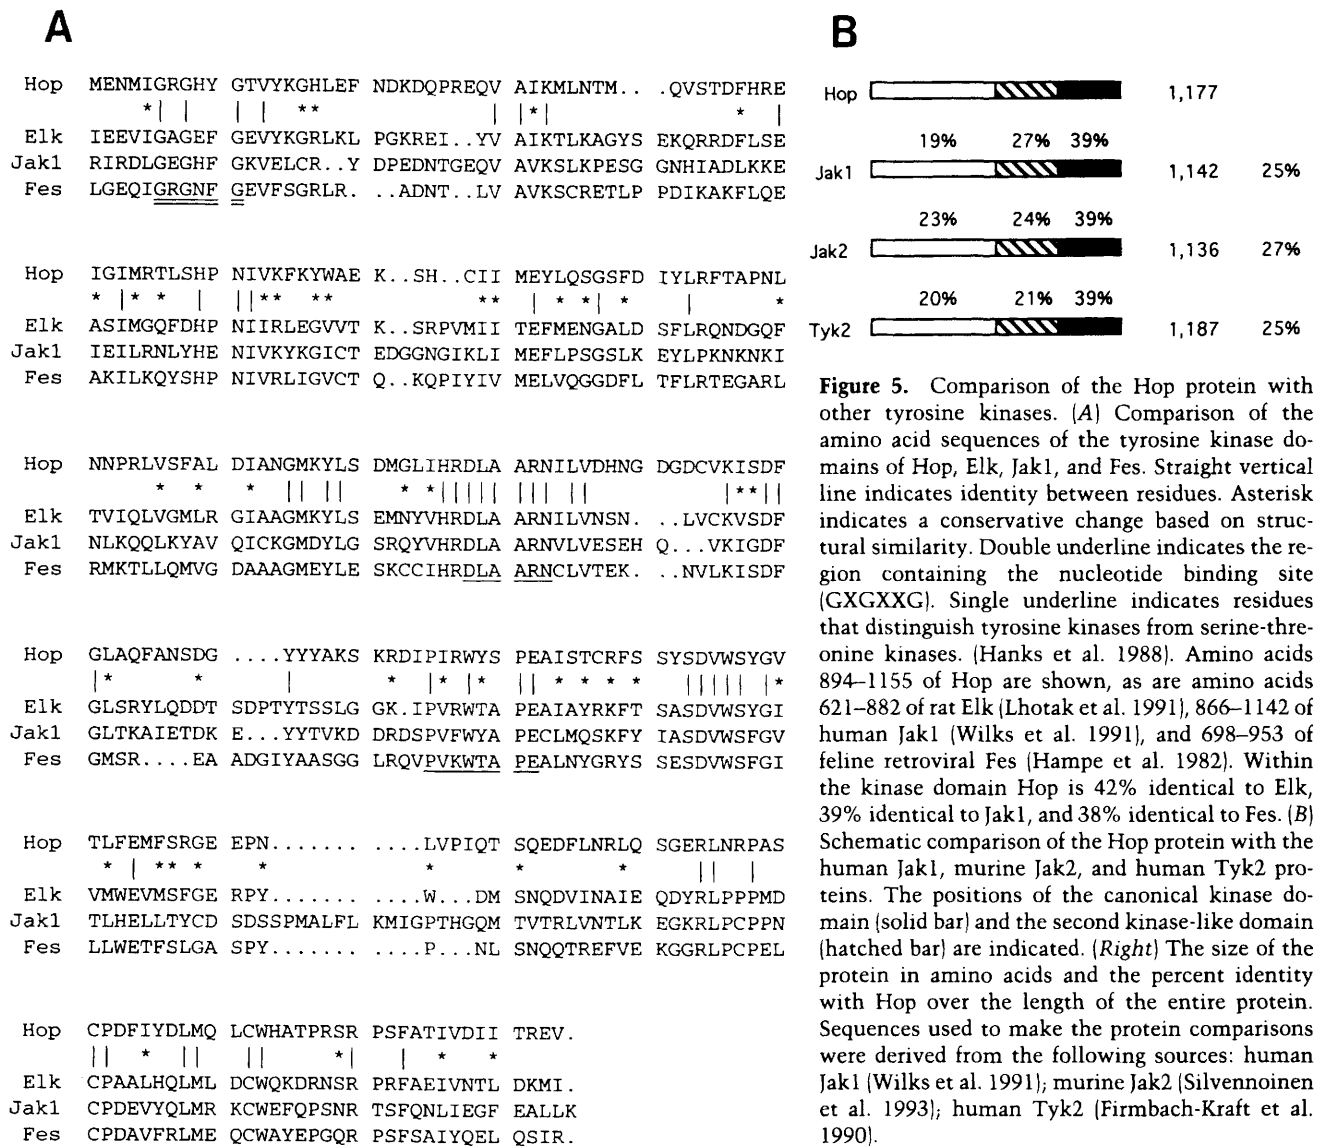 A
Hop MENMIGRGHY GTVYKGHLEF NDKDQPREQV AIKMLNTM.. .QVSTDFHRE
*| | | | ** | |*| * |
Elk IEEVIGAGEF GEVYKGRLKL PGKREI..YV AIKTLKAGYS EKQRRDFLSE
Jak1 RIRDLGEGHF GKVELCR..Y DPEDNTGEQV AVKSLKPESG GNHIADLKKE
Fes LGEQIGRGNF GEVFSGRLR. .ADNT..LV AVKSCRETLP PDIKAKFLQE
Hop IGIMRTLSHP NIVKFKYWAE K..SH..CII MEYLQSGSFD IYLRFTAPNL
* |* * | ||** ** ** | * *| * | *
Elk ASIMGQFDHP NIIRLEGVVT K..SRPVMII TEFMENGALD SFLRQNDGQF
Jak1 IEILRNLYHE NIVKYKGICT EDGGNGIKLI MEFLPSGSLK EYLPKNKNKI
Fes AKILKQYSHP NIVRLIGVCT Q..KQPIYIV MELVQGGDFL TFLRTEGARL
Hop NNPRLVSFAL DIANGMKYLS DMGLIHRDLA ARNILVDHNG DGDCVKISDF
* * * || || * *||||| ||| || |**||
Elk TVIQLVGMLR GIAAGMKYLS EMNYVHRDLA ARNILVNSN. ..LVCKVSDF
Jak1 NLKQQLKYAV QICKGMDYLG SRQYVHRDLA ARNVLVESEH Q...VKIGDF
Fes RMKTLLQMVG DAAAGMEYLE SKCCIHRDLA ARNCLVTEK. ..NVLKISDF
Hop GLAQFANSDG ....YYYAKS KRDIPIRWYS PEAISTCRFS SYSDVWSYGV
|* * | * |*|* || * * * * ||||| |*
Elk GLSRYLQDDT SDPTYTSSLG GK.IPVRWTA PEAIAYRKFT SASDVWSYGI
Jak1 GLTKAIETDK E...YYTVKD DRDSPVFWYA PECLMQSKFY IASDVWSFGV
Fes GMSR....EA ADGIYAASGG LRQVPVKWTA PEALNYGRYS SESDVWSFGI
Hop TLFEMFSRGE EPN....... ....LVPIQT SQEDFLNRLQ SGERLNRPAS
* | ** * * * * * || |
Elk VMWEVMSFGE RPY....... ....W...DM SNQDVINAIE QDYRLPPPMD
Jak1 TLHELLTYCD SDSSPMALFL KMIGPTHGQM TVTRLVNTLK EGKRLPCPPN
Fes LLWETFSLGA SPY....... ....P...NL SNQQTREFVE KGGRLPCPEL
Hop CPDFIYDLMQ LCWHATPRSR PSFATIVDII TREV.
|| * || || *| | * *
Elk CPAALHQLML DCWQKDRNSR PRFAEIVNTL DKMI.
Jak1 CPDEVYQLMR KCWEFQPSNR TSFQNLIEGF EALLK
Fes CPDAVFRLME QCWAYEPGQR PSFSAIYQEL QSIR.
B
Hop 1,177
19% 27% 39%
Jak1 1,142 25%
23% 24% 39%
Jak2 1,136 27%
20% 21% 39%
Tyk2 1,187 25%
Figure 5. Comparison of the Hop protein with
other tyrosine kinases. (A) Comparison of the
amino acid sequences of the tyrosine kinase do-
mains of Hop, Elk, Jak1, and Fes. Straight vertical
line indicates identity between residues. Asterisk
indicates a conservative change based on struc-
tural similarity. Double underline indicates the re-
gion containing the nucleotide binding site
(GXGXXG). Single underline indicates residues
that distinguish tyrosine kinases from serine-thre-
onine kinases. (Hanks et al. 1988). Amino acids
894–1155 of Hop are shown, as are amino acids
621–882 of rat Elk (Lhotak et al. 1991), 866–1142 of
human Jak1 (Wilks et al. 1991), and 698–953 of
feline retroviral Fes (Hampe et al. 1982). Within
the kinase domain Hop is 42% identical to Elk,
39% identical to Jak1, and 38% identical to Fes. (B)
Schematic comparison of the Hop protein with the
human Jak1, murine Jak2, and human Tyk2 pro-
teins. The positions of the canonical kinase do-
main (solid bar) and the second kinase-like domain
(hatched bar) are indicated. (Right) The size of the
protein in amino acids and the percent identity
with Hop over the length of the entire protein.
Sequences used to make the protein comparisons
were derived from the following sources: human
Jak1 (Wilks et al. 1991); murine Jak2 (Silvennoinen
et al. 1993); human Tyk2 (Firmbach-Kraft et al.
1990).